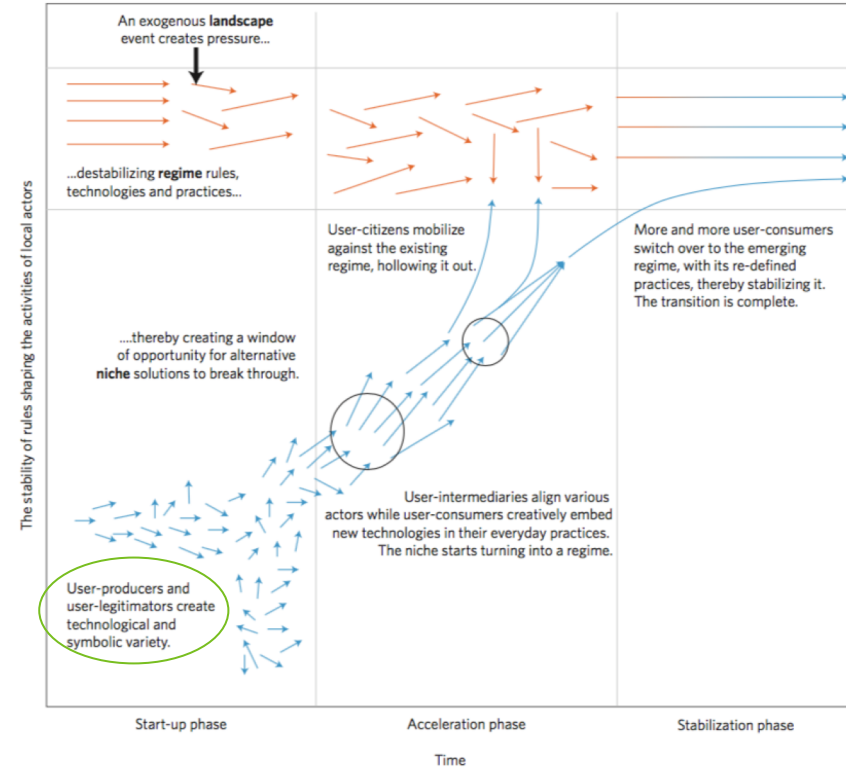 An exogenous landscape
event creates pressure...
...destabilizing regime rules,
technologies and practices...
User-citizens mobilize
against the existing
regime, hollowing it out.
More and more user-consumers
switch over to the emerging
regime, with its re-defined
practices, thereby stabilizing it.
The transition is complete.
....thereby creating a window
of opportunity for alternative
niche solutions to break through.
User-intermediaries align various
actors while user-consumers creatively embed
new technologies in their everyday practices.
The niche starts turning into a regime.
User-producers and
user-legitimators create
technological and
symbolic variety.
The stability of rules shaping the activities of local actors
Start-up phase
Acceleration phase
Stabilization phase
Time